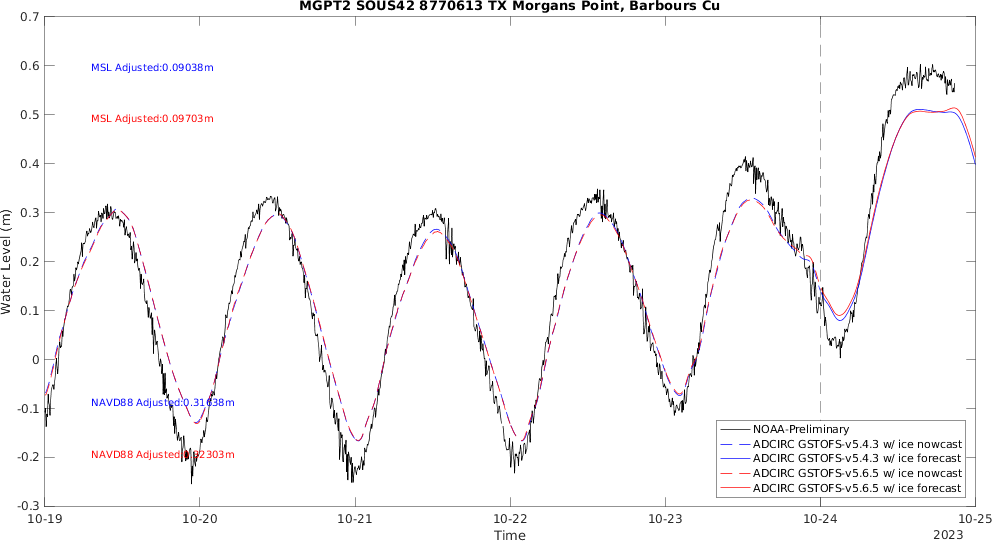 MGPT2 SOUS42 8770613 TX Morgans Point, Barbours Cu
0.7
0.6
0.5
0.4
0.3
0.2
0.1
0
-0.1
-0.2
-0.3
Water Level (m)
MSL Adjusted:0.09038m
MSL Adjusted:0.09703m
NAVD88 Adjusted:0.31638m
NAVD88 Adjusted:0.32303m
NOAA-Preliminary
ADCIRC GSTOFS-v5.4.3 w/ ice nowcast
ADCIRC GSTOFS-v5.4.3 w/ ice forecast
ADCIRC GSTOFS-v5.6.5 w/ ice nowcast
ADCIRC GSTOFS-v5.6.5 w/ ice forecast
10-19 10-20 10-21 10-22 10-23 10-24 10-25
Time
2023